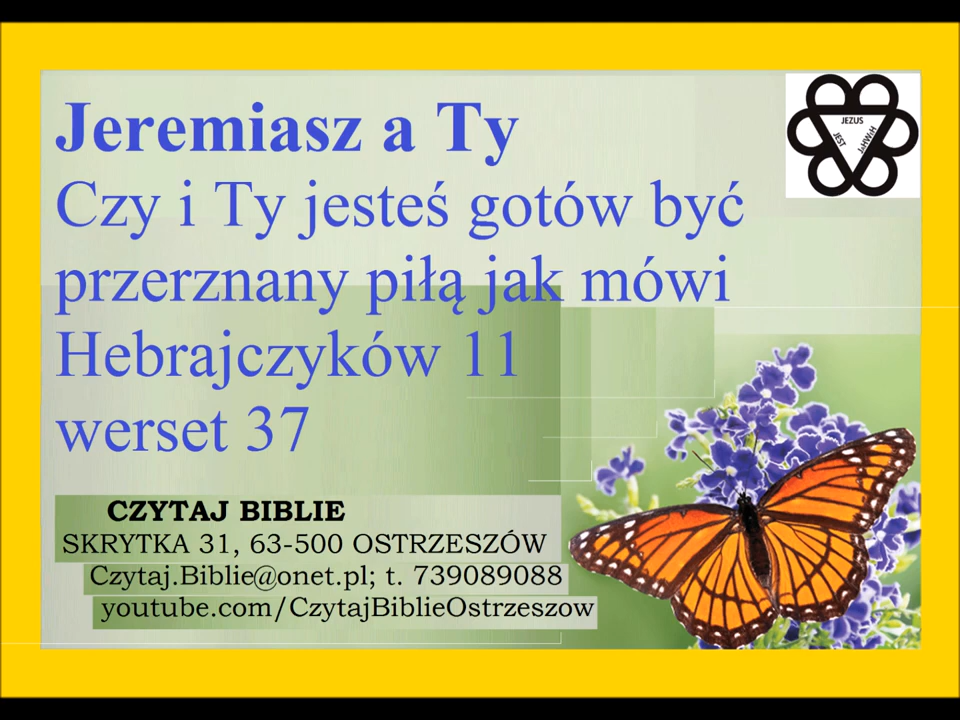 Jeremiasz a Ty
Czy i Ty jesteś gotów być
przerznany piłą jak mówi
Hebrajczyków 11
werset 37
JEZUS
JEST
JaHWeH
CZYTAJ BIBLIE
SKRYTKA 31, 63-500 OSTRZESZÓW
Czytaj.Biblie@onet.pl; t. 739089088
youtube.com/CzytajBiblieOstrzeszow